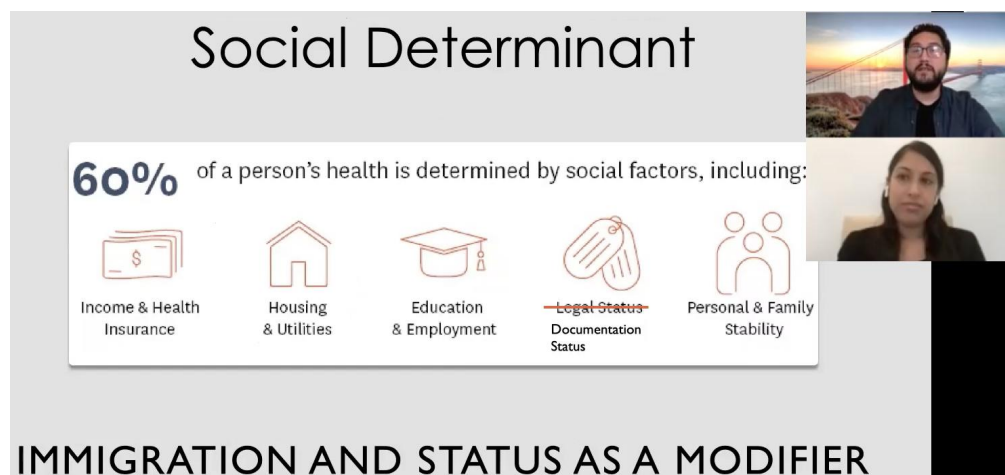 Social Determinant
60% of a person's health is determined by social factors, including:
$
Income & Health
Insurance
Housing
& Utilities
Education
& Employment
Legal Status
Documentation
Status
Personal & Family
Stability
IMMIGRATION AND STATUS AS A MODIFIER